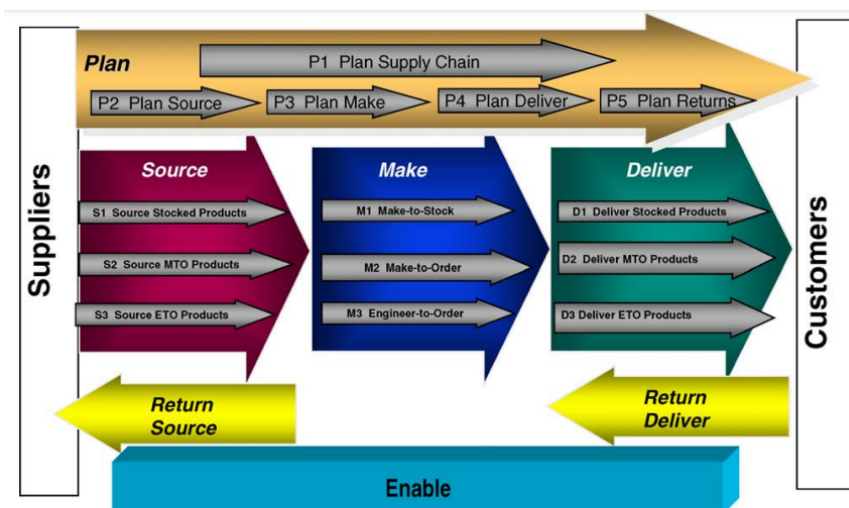 Suppliers
Plan
P1 Plan Supply Chain
P2 Plan Source
P3 Plan Make
P4 Plan Deliver
P5 Plan Returns
Source
S1 Source Stocked Products
S2 Source MTO Products
S3 Source ETO Products
Make
M1 Make-to-Stock
M2 Make-to-Order
M3 Engineer-to-Order
Deliver
D1 Deliver Stocked Products
D2 Deliver MTO Products
D3 Deliver ETO Products
Customers
Return
Source
Return
Deliver
Enable